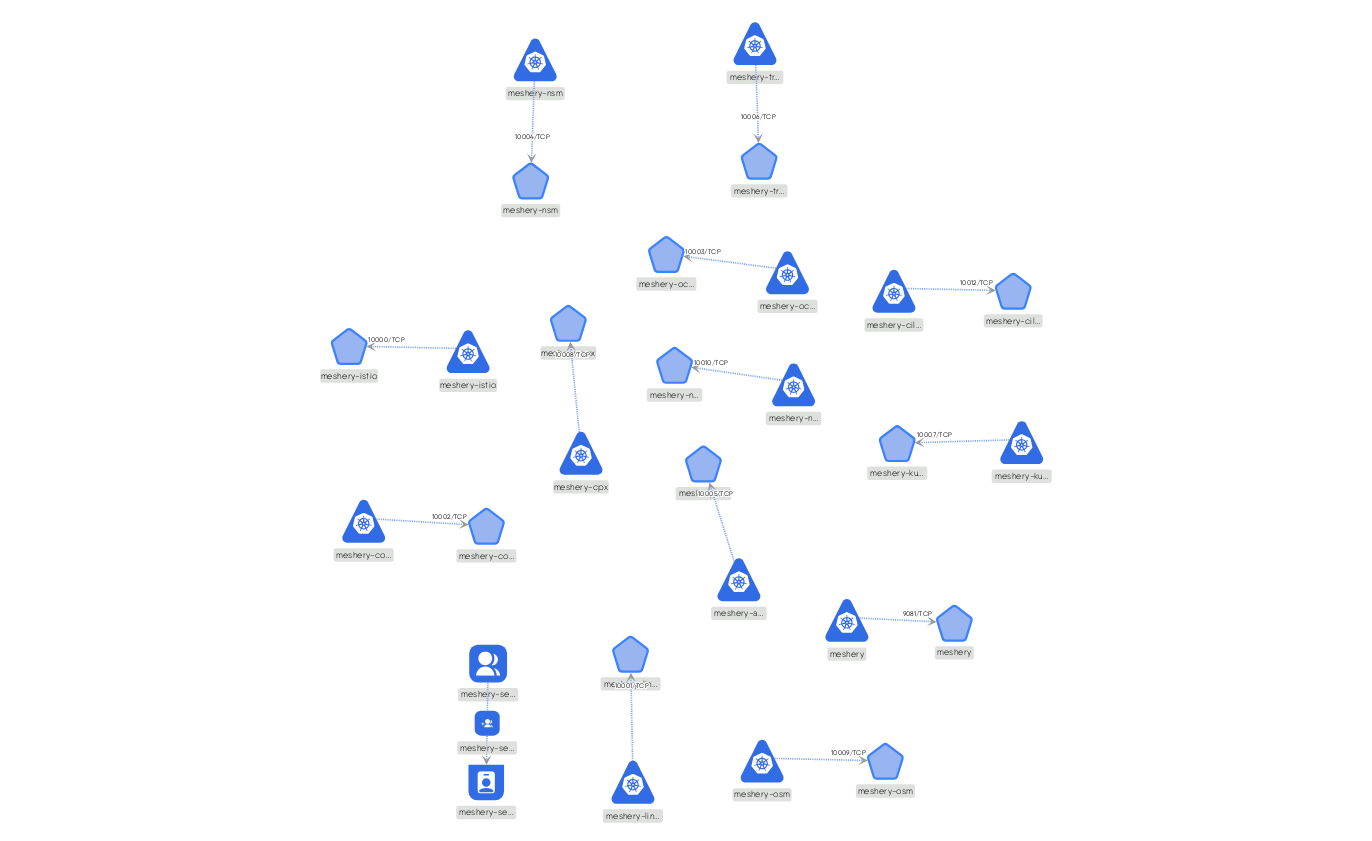 meshery-nsm
10004/TCP
meshery-nsm
meshery-tr...
10006/TCP
meshery-tr...
10003/TCP
meshery-oc...
meshery-oc...
10012/TCP
meshery-cil...
meshery-cil...
10000/TCP
meshery-istio
meshery-istio
10008/TCP
meshery-cpx
10010/TCP
meshery-n...
meshery-n...
10007/TCP
meshery-ku...
meshery-ku...
10005/TCP
meshery-a...
10002/TCP
meshery-co...
meshery-co...
9081/TCP
meshery
meshery
meshery-se...
meshery-se...
meshery-se...
10001/TCP
meshery-lin...
10009/TCP
meshery-osm
meshery-osm